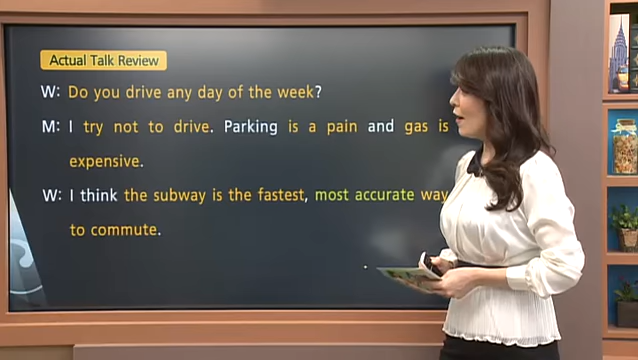 Actual Talk Review
W: Do you drive any day of the week?
M: I try not to drive. Parking is a pain and gas is
expensive.
W: I think the subway is the fastest, most accurate way
to commute.